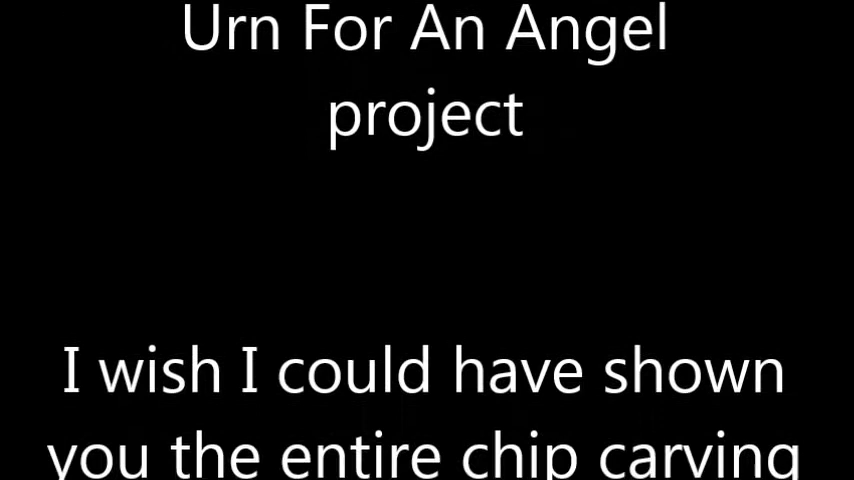 Urn For An Angel
project
I wish I could have shown
you the entire chip carving